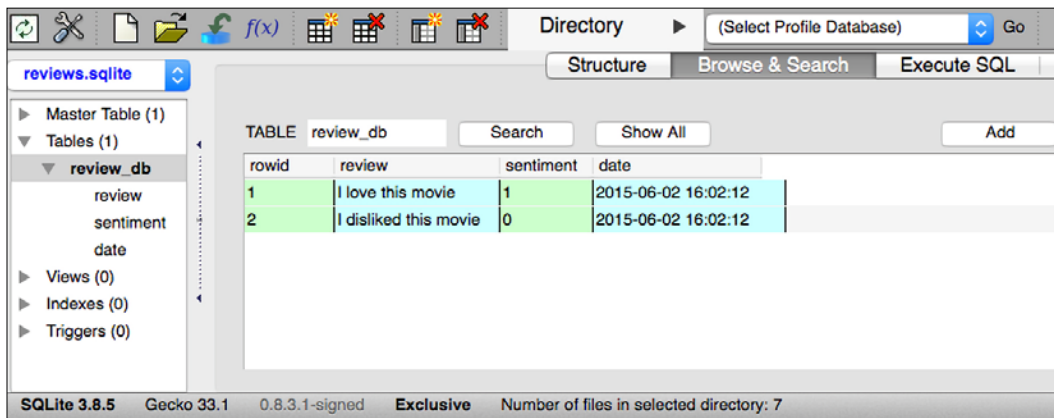 f(x) Directory (Select Profile Database) Go
reviews.sqlite
Structure Browse & Search Execute SQL
Master Table (1)
Tables (1)
review_db
review
sentiment
date
Views (0)
Indexes (0)
Triggers (0)
TABLE review_db Search Show All Add
rowid review sentiment date
1 I love this movie 1 2015-06-02 16:02:12
2 I disliked this movie 0 2015-06-02 16:02:12
SQLite 3.8.5 Gecko 33.1 0.8.3.1-signed Exclusive Number of files in selected directory: 7